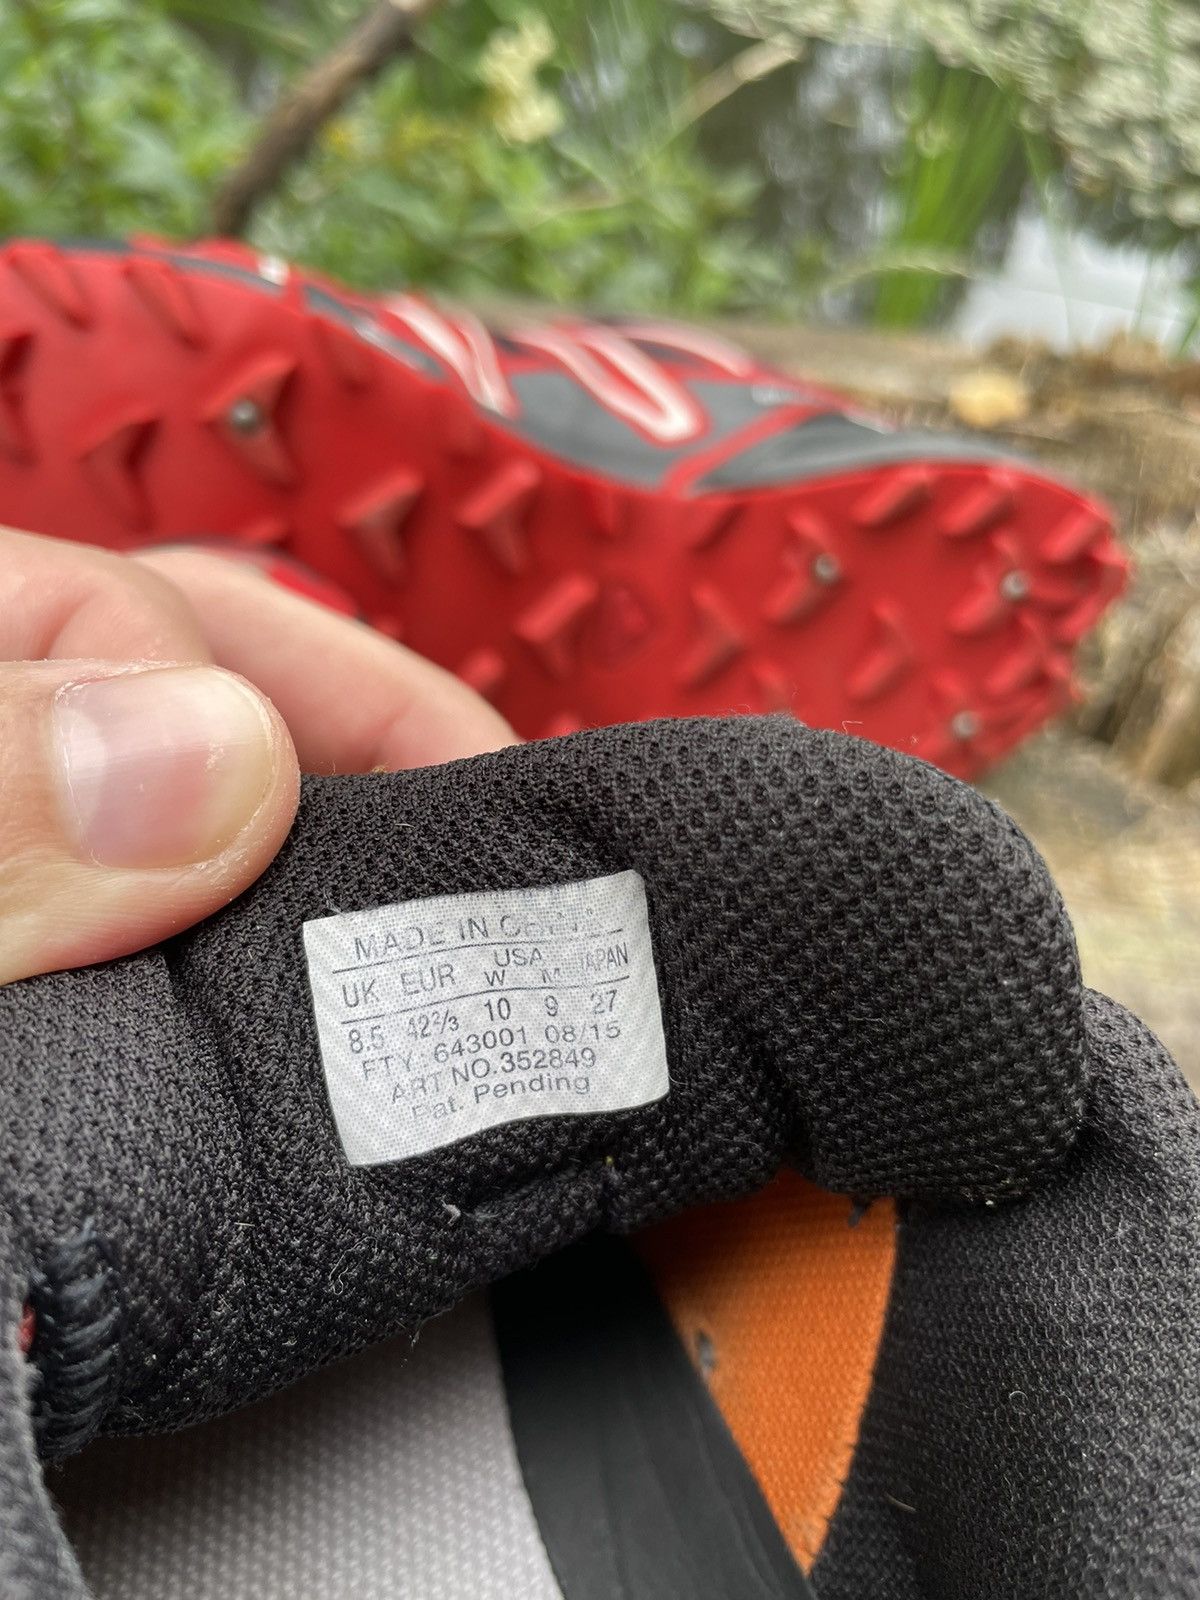 MADE IN
UK EUR USA JAPAN
W M
8.5 42⅔ 10 9 27
FTY. 643001 08/15
ART NO.352849
Pat. Pending